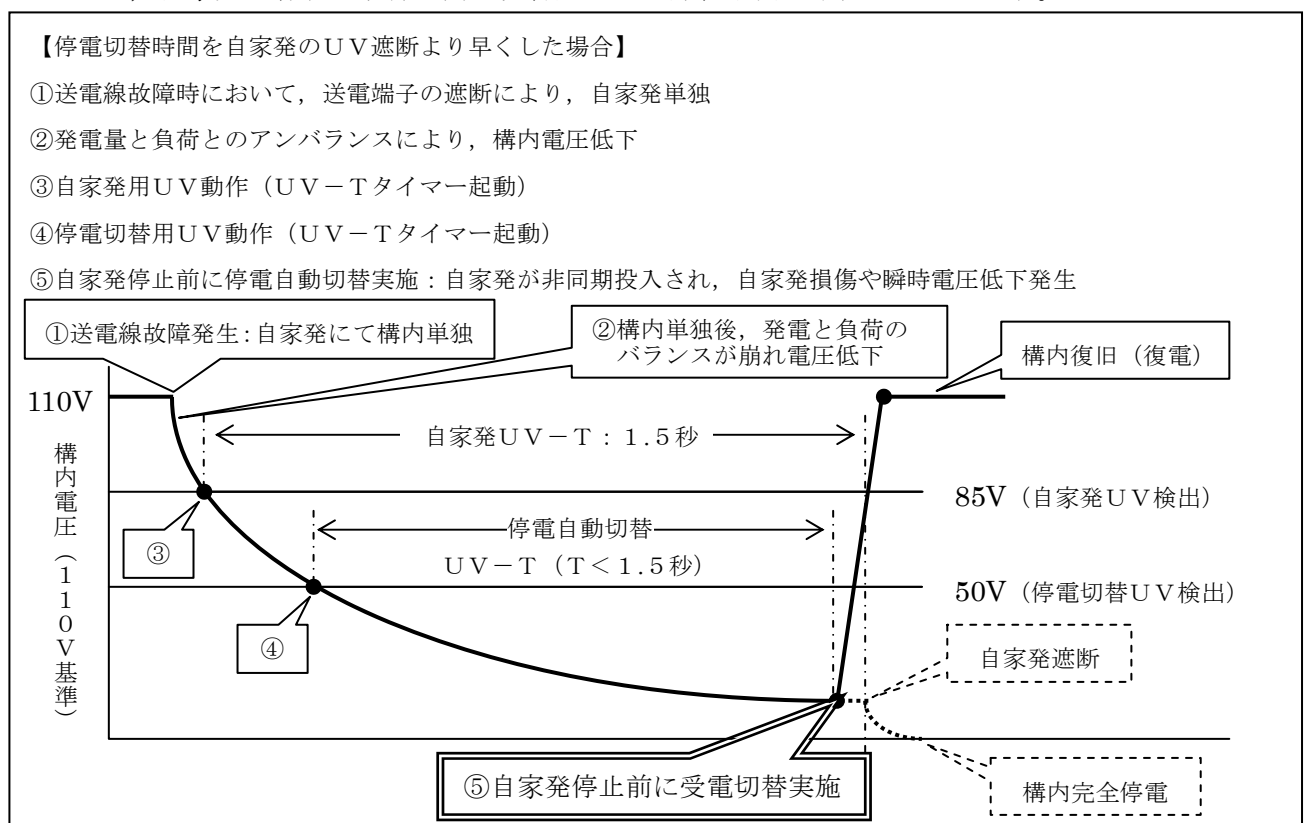 【停電切替時間を自家発のUV遮断より早くした場合】
①送電線故障時において，送電端子の遮断により，自家発単独
②発電量と負荷とのアンバランスにより，構内電圧低下
③自家発用UV動作（UV－Tタイマー起動）
④停電切替用UV動作（UV－Tタイマー起動）
⑤自家発停止前に停電自動切替実施：自家発が非同期投入され，自家発損傷や瞬時電圧低下発生
①送電線故障発生：自家発にて構内単独
②構内単独後，発電と負荷の
バランスが崩れ電圧低下
構内復旧（復電）
110V
自家発UV－T：1.5秒
構内電圧（110V基準）
85V（自家発UV検出）
③
停電自動切替
UV－T（T＜1.5秒）
50V（停電切替UV検出）
④
自家発遮断
⑤自家発停止前に受電切替実施
構内完全停電